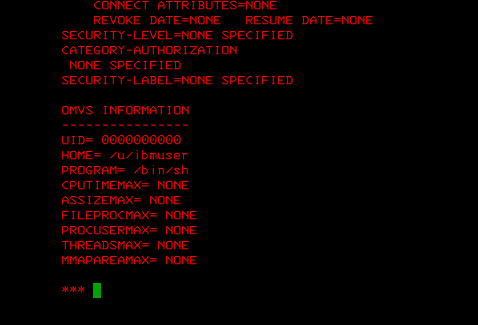 CONNECT ATTRIBUTES=NONE
REVOKE DATE=NONE   RESUME DATE=NONE
SECURITY-LEVEL=NONE SPECIFIED
CATEGORY-AUTHORIZATION
NONE SPECIFIED
SECURITY-LABEL=NONE SPECIFIED
OMVS INFORMATION
----------------
UID= 0000000000
HOME= /u/ibmuser
PROGRAM= /bin/sh
CPUTIMEMAX= NONE
ASSIZEMAX= NONE
FILEPROCMAX= NONE
PROCUSERMAX= NONE
THREADSMAX= NONE
MMAPAREAMAX= NONE
***